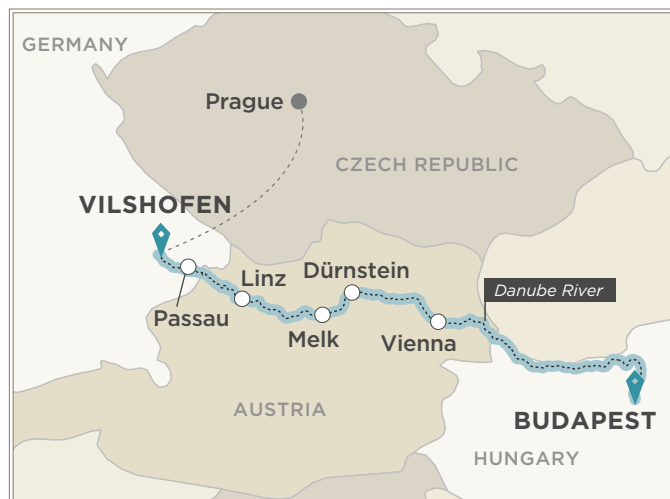 GERMANY
Prague
CZECH REPUBLIC
VILSHOFEN
Linz
Dürnstein
Danube River
Passau
Melk
Vienna
AUSTRIA
BUDAPEST
HUNGARY